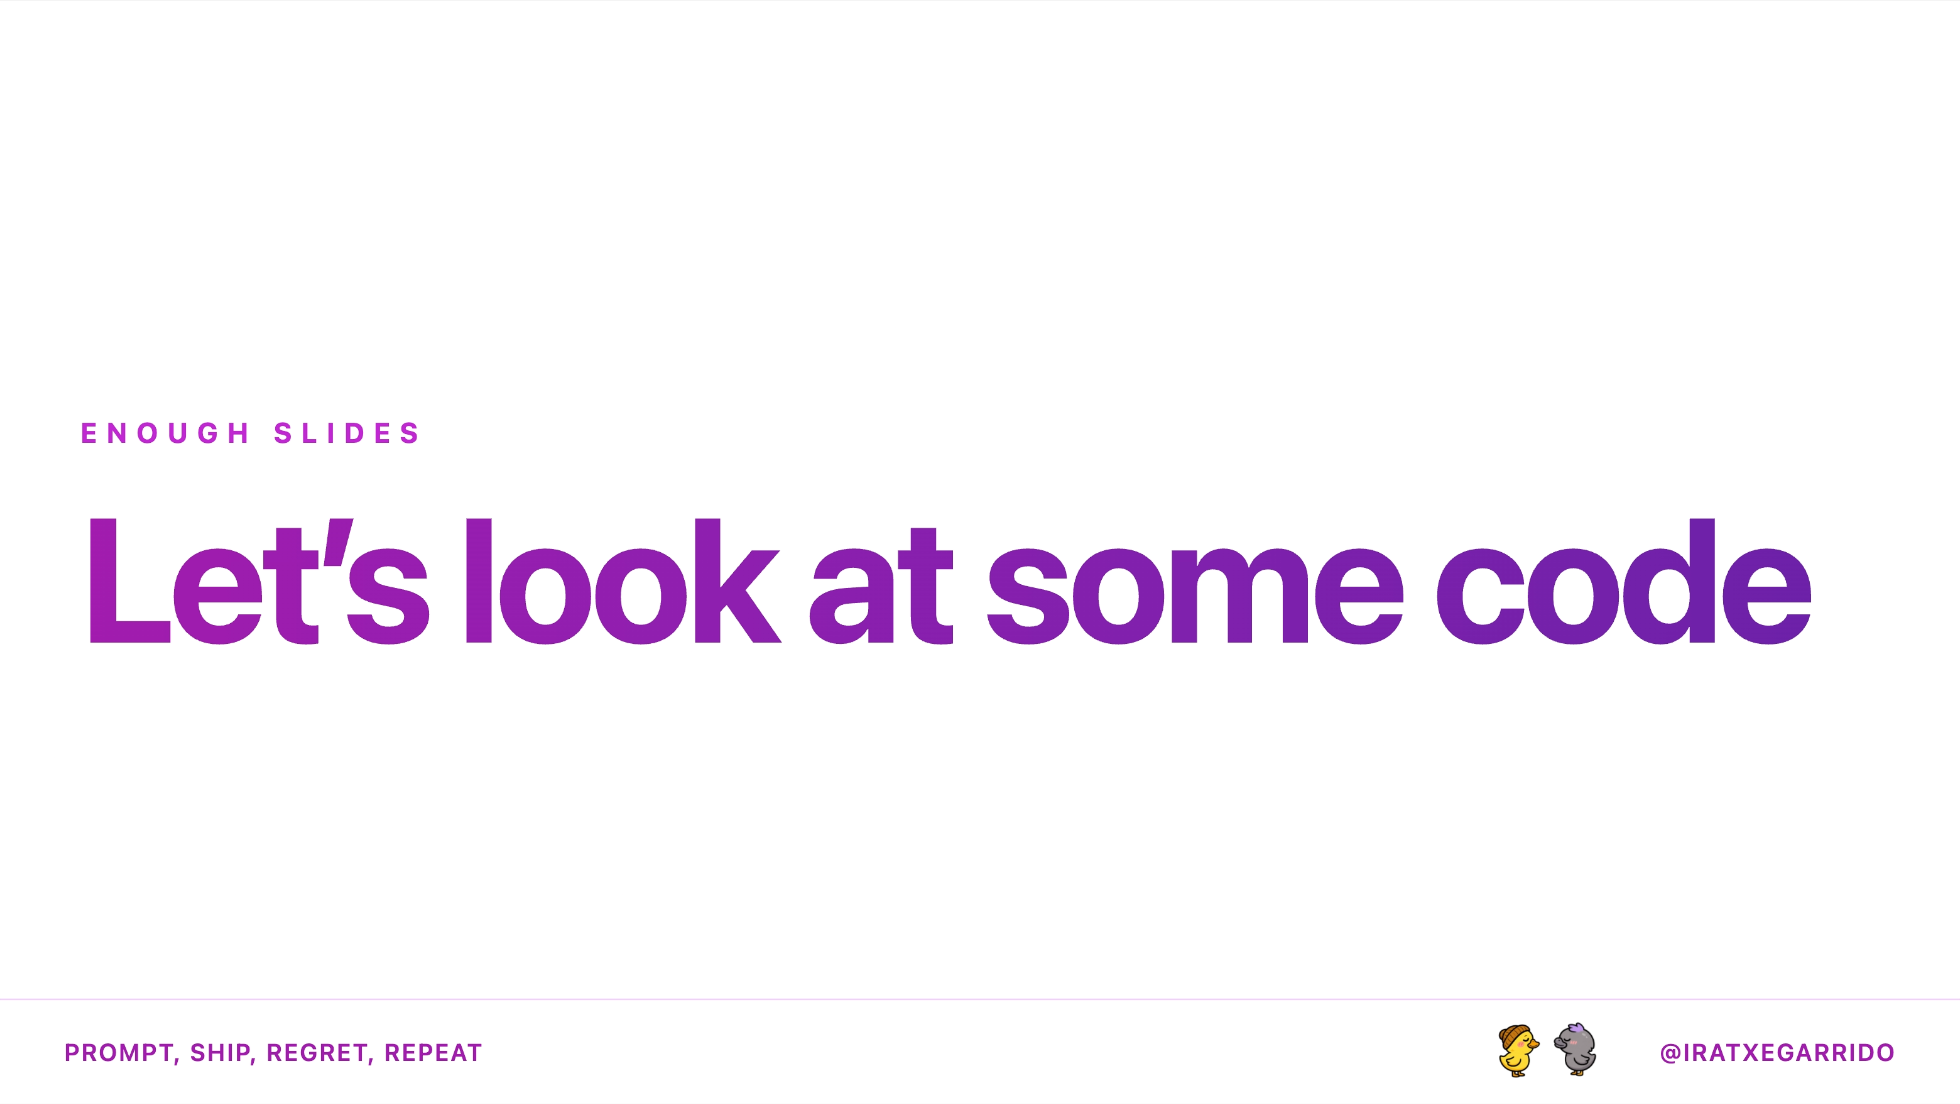 ENOUGH SLIDES
Let’s look at some code
PROMPT, SHIP, REGRET, REPEAT
@IRATXEGARRIDO